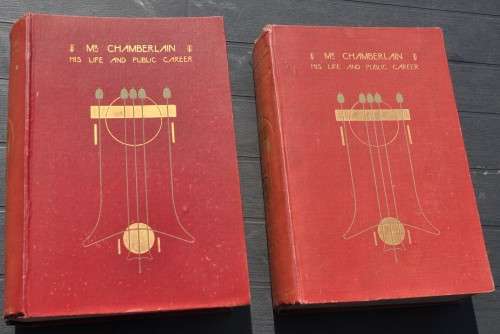 Mr CHAMBERLAIN
HIS LIFE AND PUBLIC CAREER
Mr CHAMBERLAIN
HIS LIFE AND PUBLIC CAREER